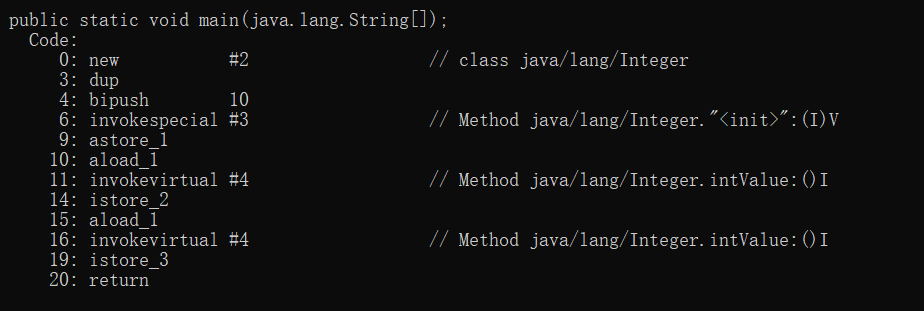 public static void main(java.lang.String[]);
  Code:
     0: new           #2                  // class java/lang/Integer
     3: dup
     4: bipush        10
     6: invokespecial #3                  // Method java/lang/Integer."<init>":(I)V
     9: astore_1
    10: aload_1
    11: invokevirtual #4                  // Method java/lang/Integer.intValue:()I
    14: istore_2
    15: aload_1
    16: invokevirtual #4                  // Method java/lang/Integer.intValue:()I
    19: istore_3
    20: return